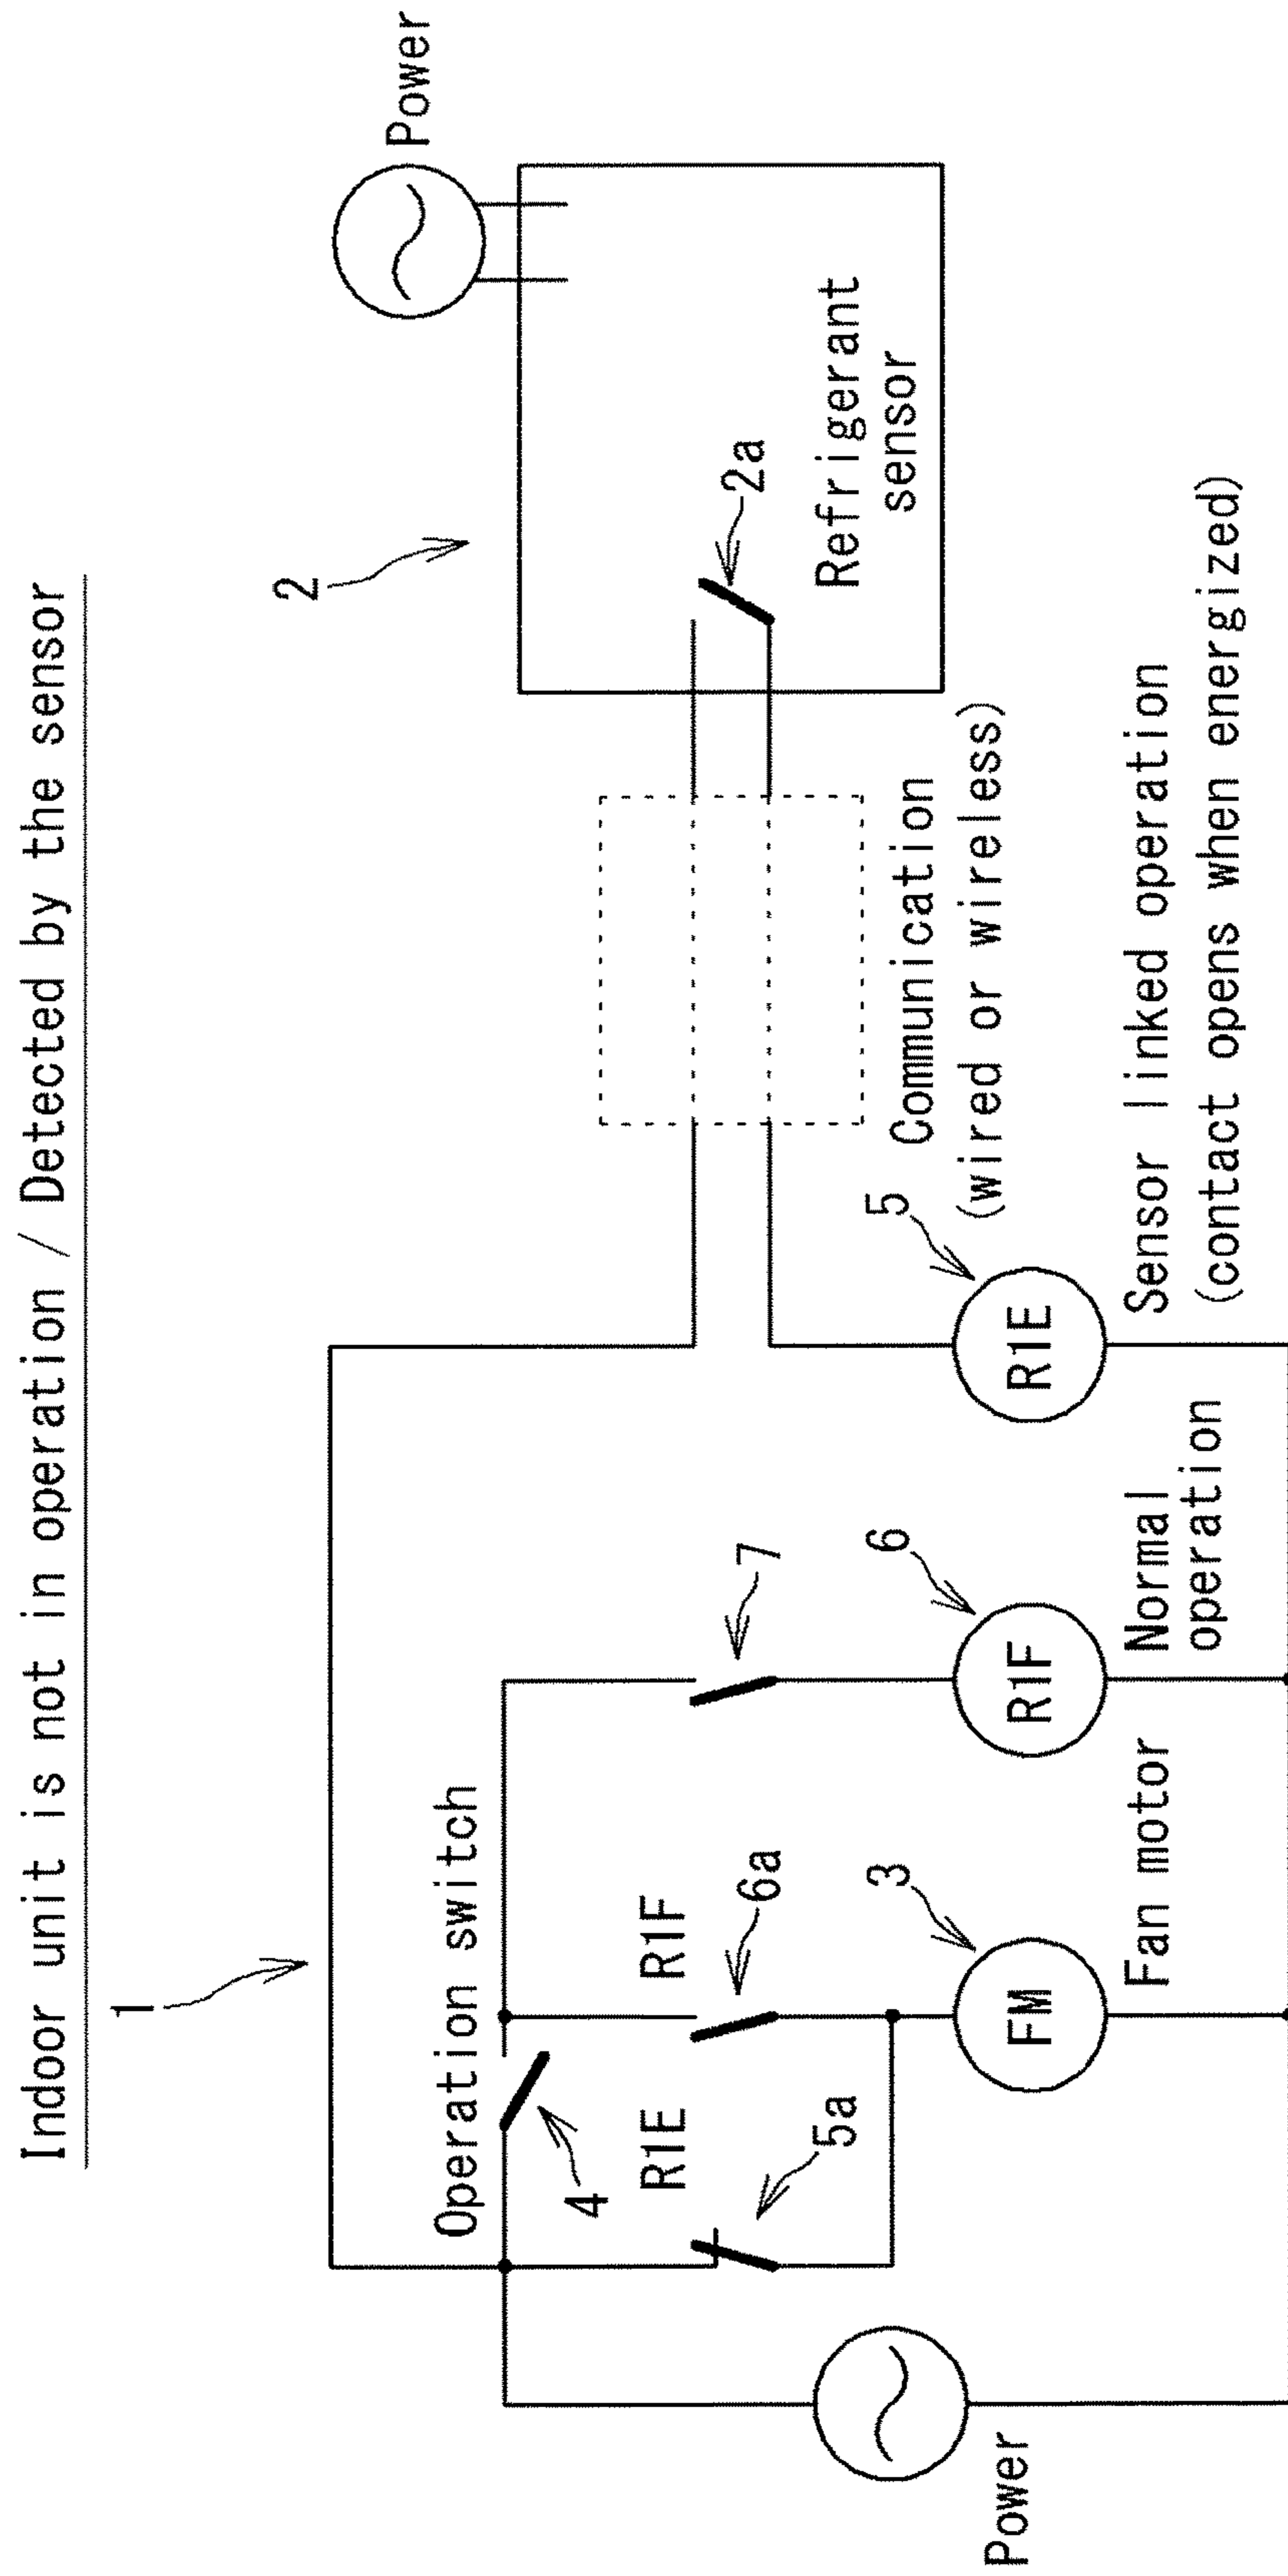 Indoor unit is not in operation / Detected by the sensor
1
2
Power
Operation switch
4
R1E
5a
R1F
6a
7
2a
Refrigerant
sensor
Communication
(wired or wireless)
3
FM
Fan motor
6
R1F
Normal
operation
5
R1E
Sensor linked operation
(contact opens when energized)
Power